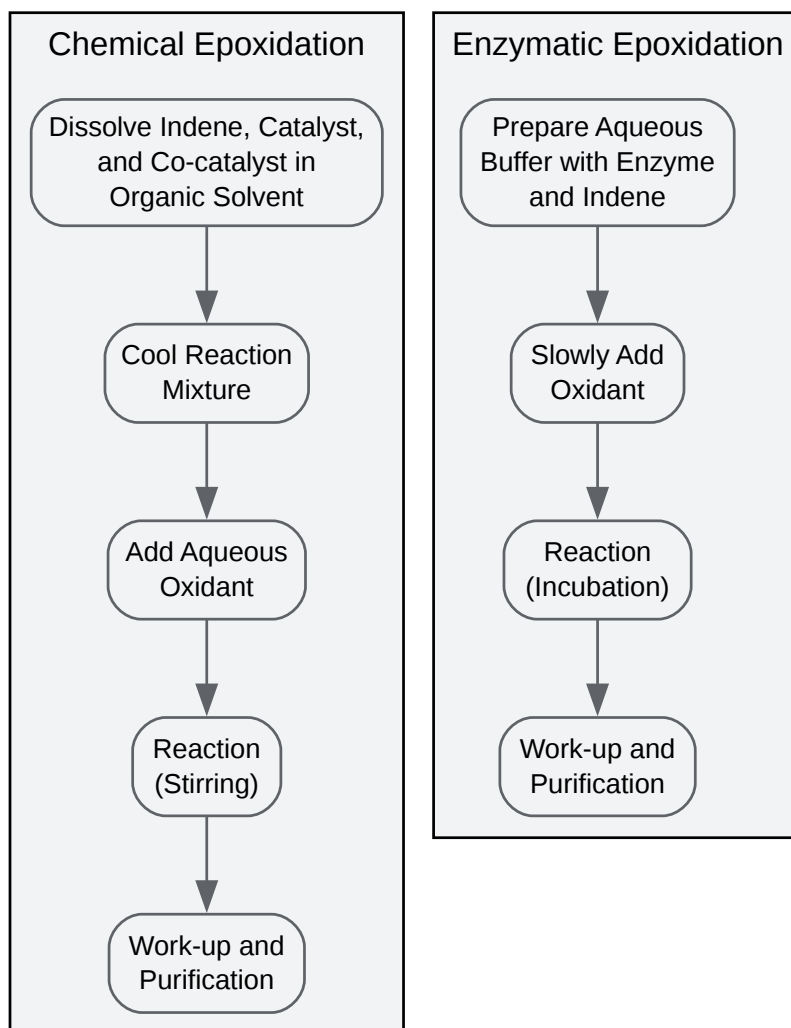 Chemical Epoxidation
Dissolve Indene, Catalyst,
and Co-catalyst in
Organic Solvent
Cool Reaction
Mixture
Add Aqueous
Oxidant
Reaction
(Stirring)
Work-up and
Purification
Enzymatic Epoxidation
Prepare Aqueous
Buffer with Enzyme
and Indene
Slowly Add
Oxidant
Reaction
(Incubation)
Work-up and
Purification